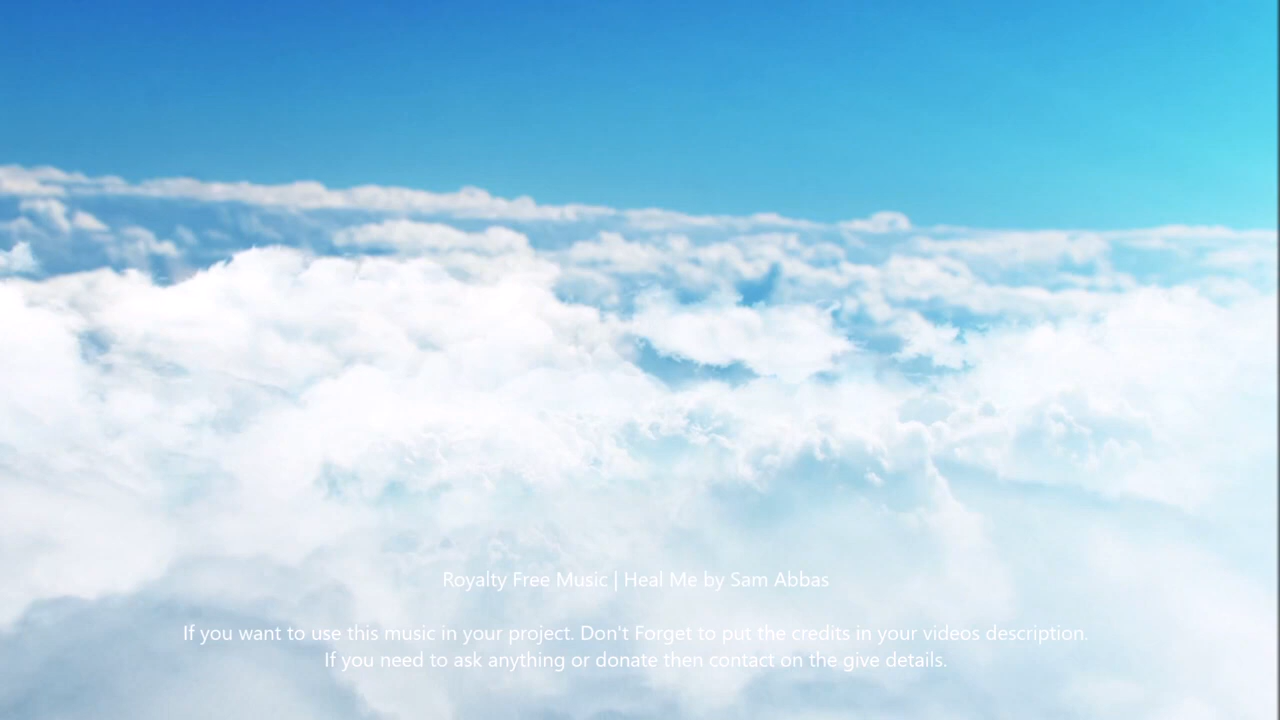 Royalty Free Music | Heal Me by Sam Abbas
If you want to use this music in your project. Don't Forget to put the credits in your videos description.
If you need to ask anything or donate then contact on the give details.